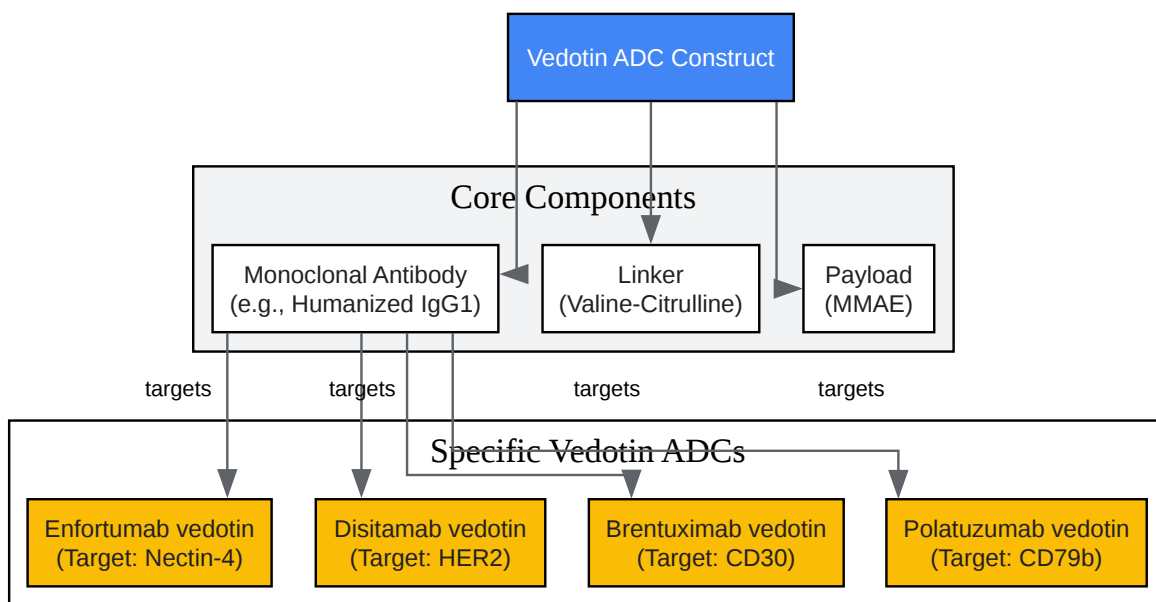 Vedotin ADC Construct
Core Components
Monoclonal Antibody
(e.g., Humanized IgG1)
Linker
(Valine-Citrulline)
Payload
(MMAE)
targets
targets
targets
targets
Specific Vedotin ADCs
Enfortumab vedotin
(Target: Nectin-4)
Disitamab vedotin
(Target: HER2)
Brentuximab vedotin
(Target: CD30)
Polatuzumab vedotin
(Target: CD79b)